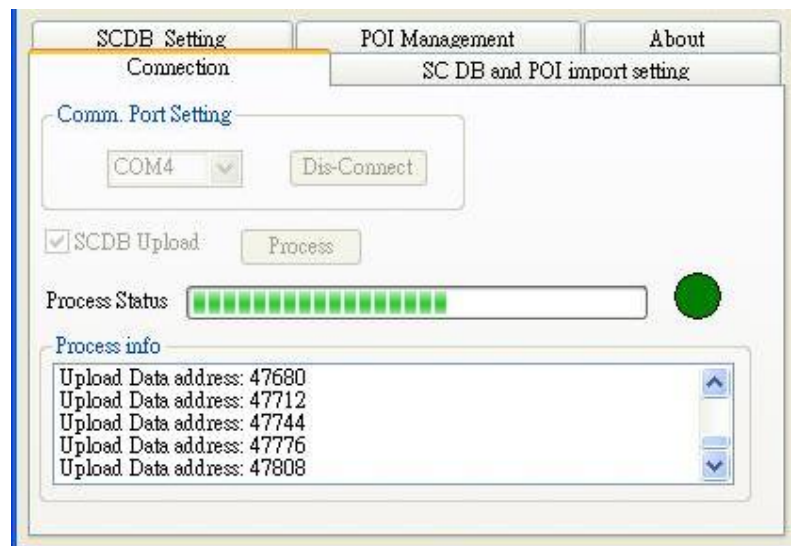 SCDB Setting POI Management About
Connection SC DB and POI import setting
Comm. Port Setting
COM4 Dis-Connect
SCDB Upload Process
Process Status
Process info
Upload Data address: 47680
Upload Data address: 47712
Upload Data address: 47744
Upload Data address: 47776
Upload Data address: 47808